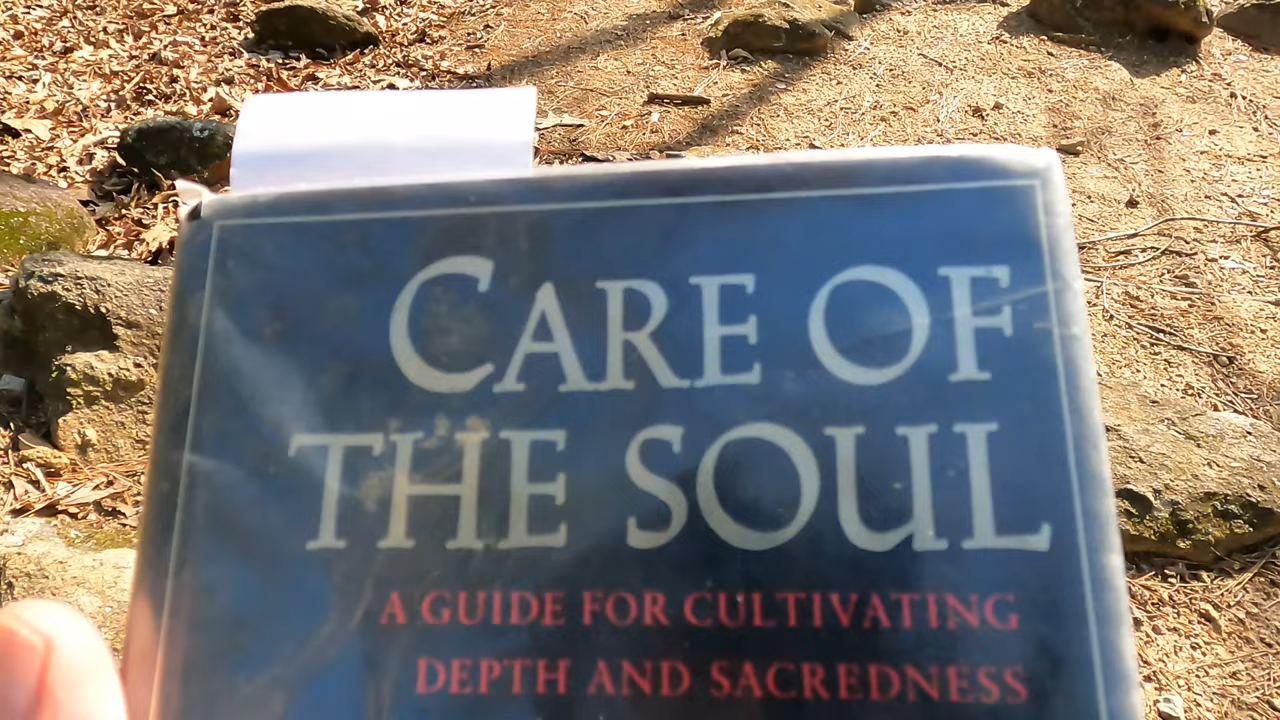 CARE OF
THE SOUL
A GUIDE FOR CULTIVATING
DEPTH AND SACREDNESS